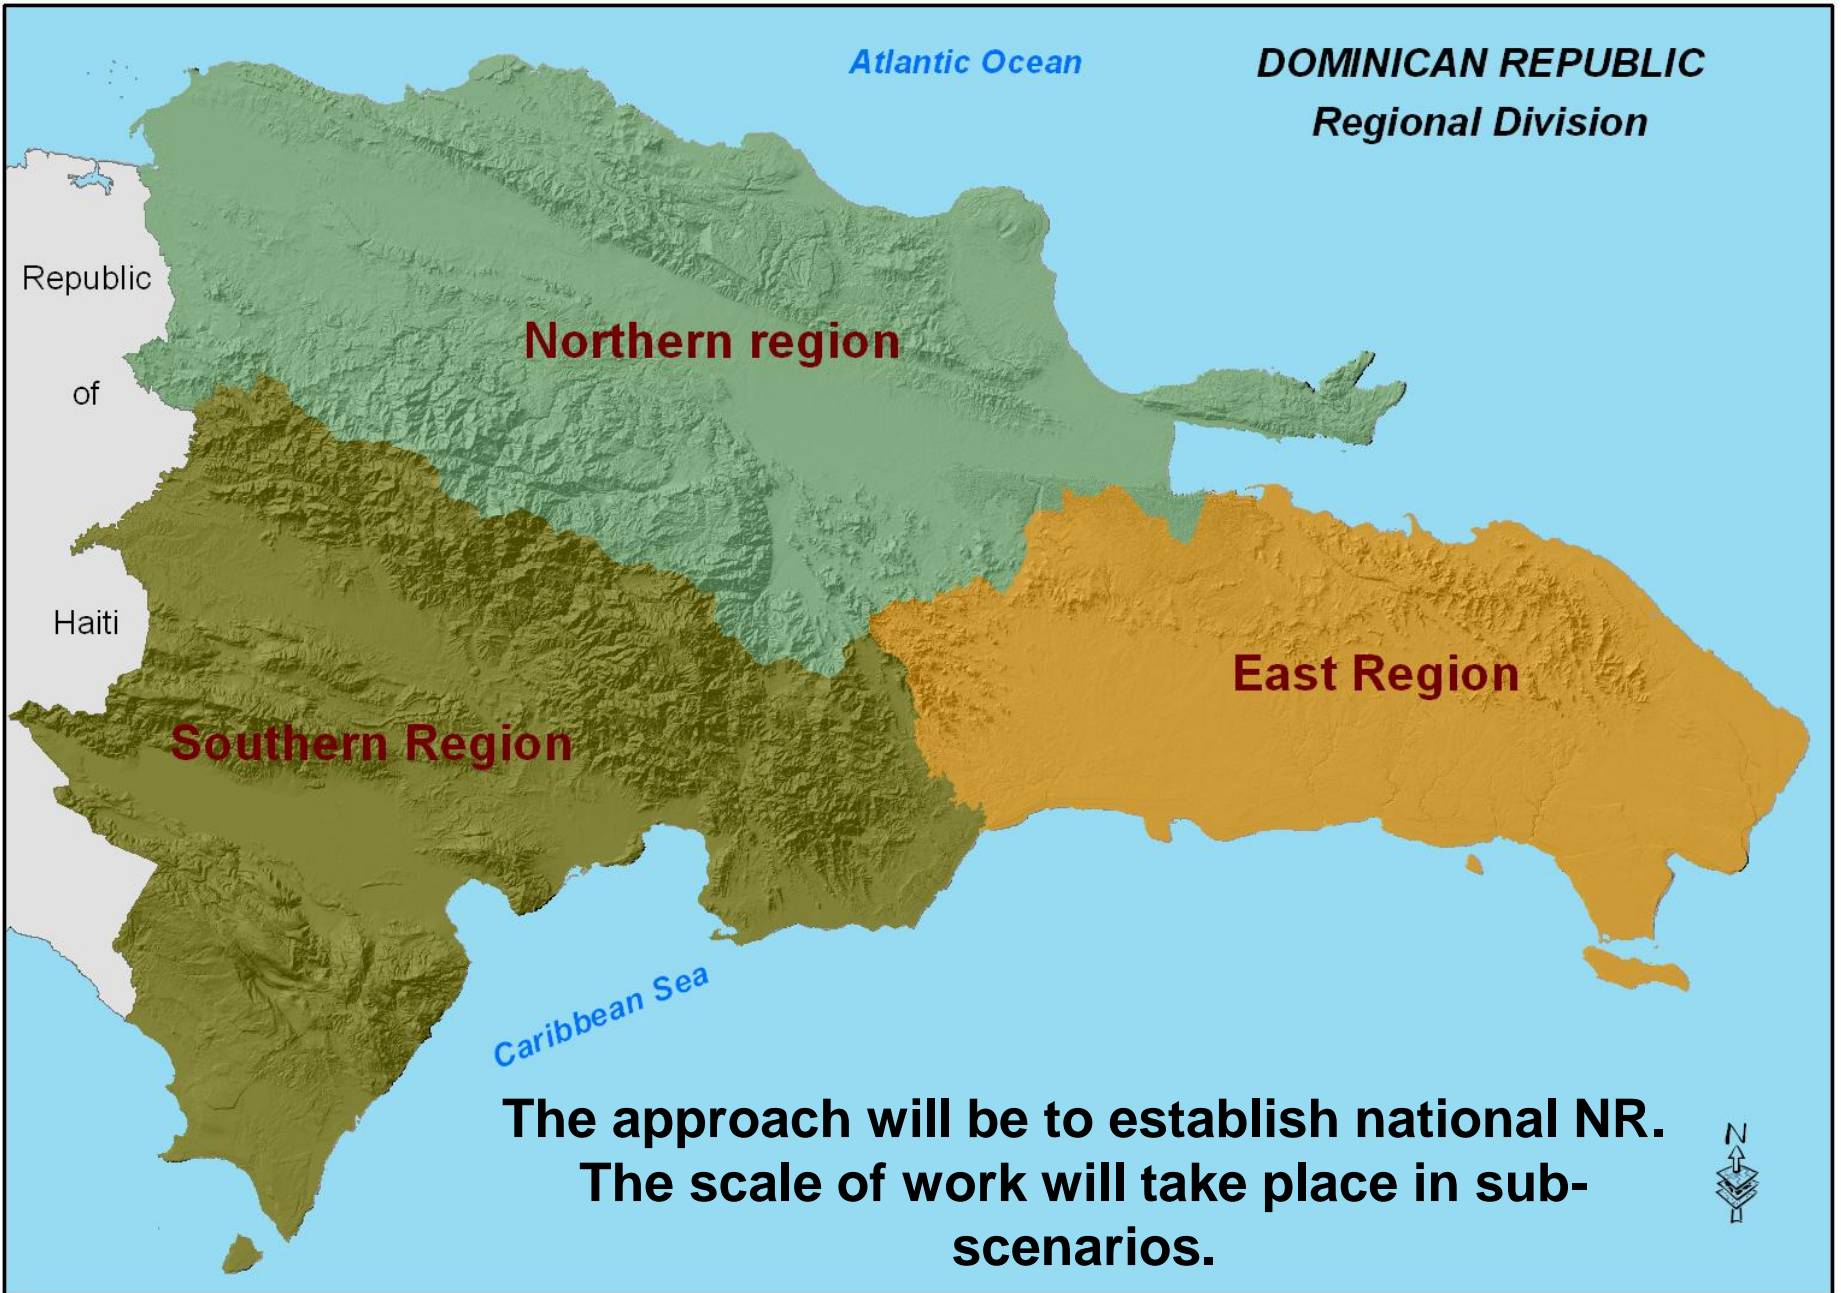 Atlantic Ocean
DOMINICAN REPUBLIC
Regional Division
Republic
of
Haiti
Northern region
East Region
Southern Region
Caribbean Sea
The approach will be to establish national NR.
The scale of work will take place in sub-
scenarios.
N